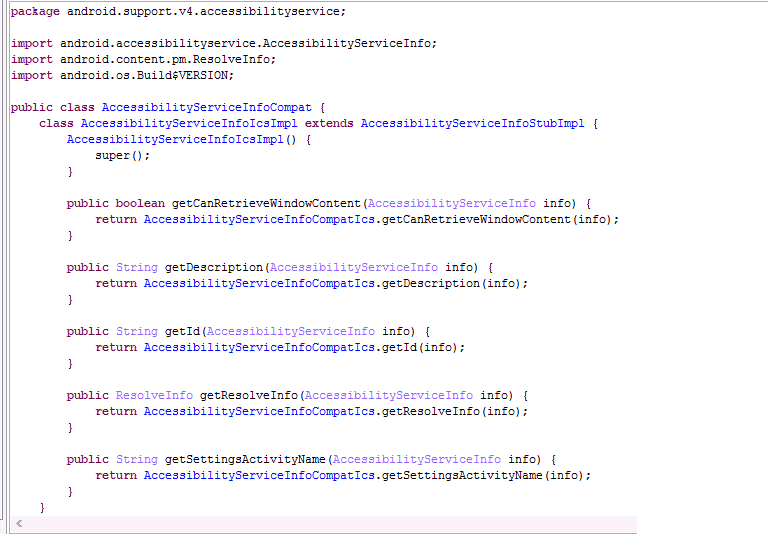 package android.support.v4.accessibilityservice;
import android.accessibilityservice.AccessibilityServiceInfo;
import android.content.pm.ResolveInfo;
import android.os.Build$VERSION;
public class AccessibilityServiceInfoCompat {
class AccessibilityServiceInfoIcsImpl extends AccessibilityServiceInfoStubImpl {
AccessibilityServiceInfoIcsImpl() {
super();
}
public boolean getCanRetrieveWindowContent(AccessibilityServiceInfo info) {
return AccessibilityServiceInfoCompatIcs.getCanRetrieveWindowContent(info);
}
public String getDescription(AccessibilityServiceInfo info) {
return AccessibilityServiceInfoCompatIcs.getDescription(info);
}
public String getId(AccessibilityServiceInfo info) {
return AccessibilityServiceInfoCompatIcs.getId(info);
}
public ResolveInfo getResolveInfo(AccessibilityServiceInfo info) {
return AccessibilityServiceInfoCompatIcs.getResolveInfo(info);
}
public String getSettingsActivityName(AccessibilityServiceInfo info) {
return AccessibilityServiceInfoCompatIcs.getSettingsActivityName(info);
}
}